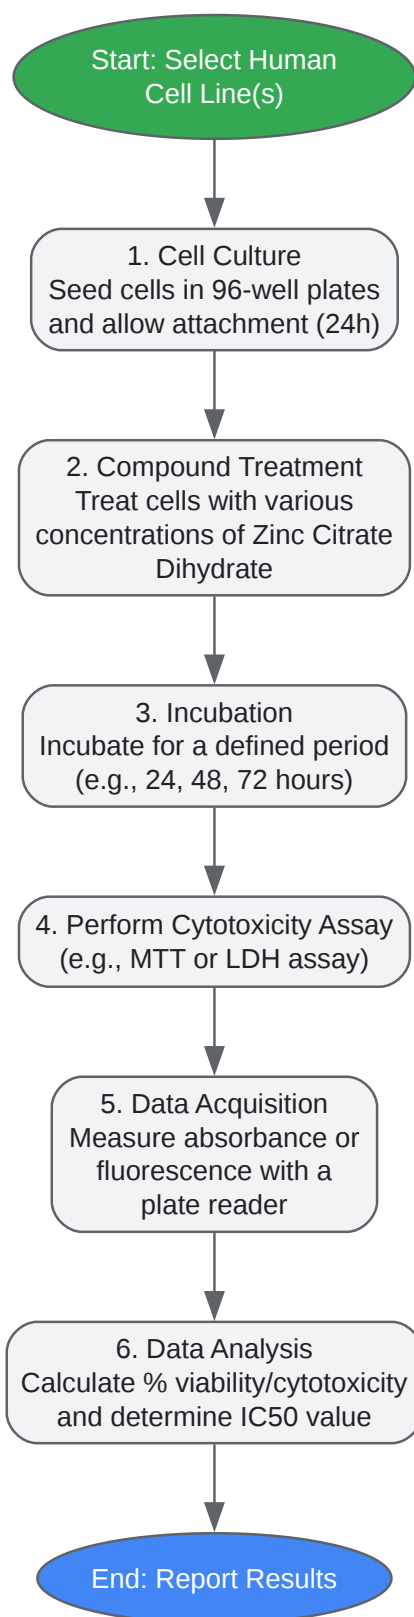 Start: Select Human
Cell Line(s)
1. Cell Culture
Seed cells in 96-well plates
and allow attachment (24h)
2. Compound Treatment
Treat cells with various
concentrations of Zinc Citrate
Dihydrate
3. Incubation
Incubate for a defined period
(e.g., 24, 48, 72 hours)
4. Perform Cytotoxicity Assay
(e.g., MTT or LDH assay)
5. Data Acquisition
Measure absorbance or
fluorescence with a
plate reader
6. Data Analysis
Calculate % viability/cytotoxicity
and determine IC50 value
End: Report Results